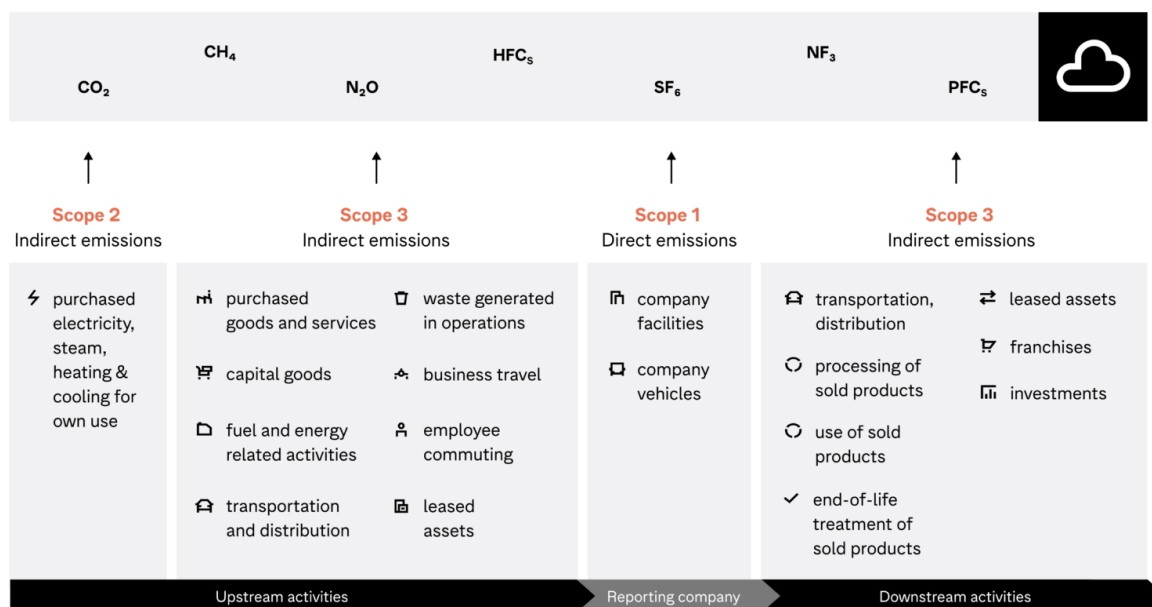 CH₄
HFCₛ
NF₃
CO₂
N₂O
SF₆
PFCₛ
Scope 2
Indirect emissions
Scope 3
Indirect emissions
Scope 1
Direct emissions
Scope 3
Indirect emissions
purchased
electricity,
steam,
heating &
cooling for
own use
purchased
goods and services
capital goods
fuel and energy
related activities
transportation
and distribution
waste generated
in operations
business travel
employee
commuting
leased
assets
company
facilities
company
vehicles
transportation,
distribution
processing of
sold products
use of sold
products
end-of-life
treatment of
sold products
leased assets
franchises
investments
Upstream activities
Reporting company
Downstream activities